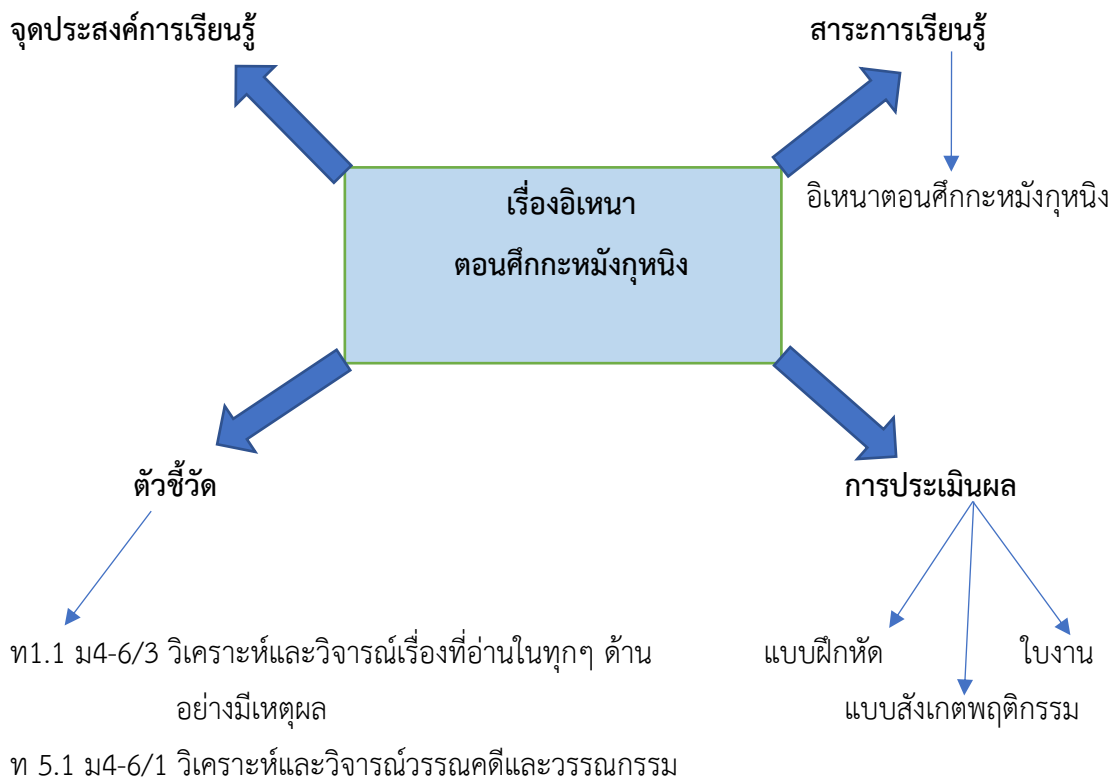 จุดประสงค์การเรียนรู้
สาระการเรียนรู้
อิเหนาตอนศึกกะหมังกุหนิง
เรื่องอิเหนา
ตอนศึกกะหมังกุหนิง
ตัวชี้วัด
การประเมินผล
ท1.1 ม4-6/3 วิเคราะห์และวิจารณ์เรื่องที่อ่านในทุกๆ ด้าน
อย่างมีเหตุผล
ท 5.1 ม4-6/1 วิเคราะห์และวิจารณ์วรรณคดีและวรรณกรรม
แบบฝึกหัด
ใบงาน
แบบสังเกตพฤติกรรม